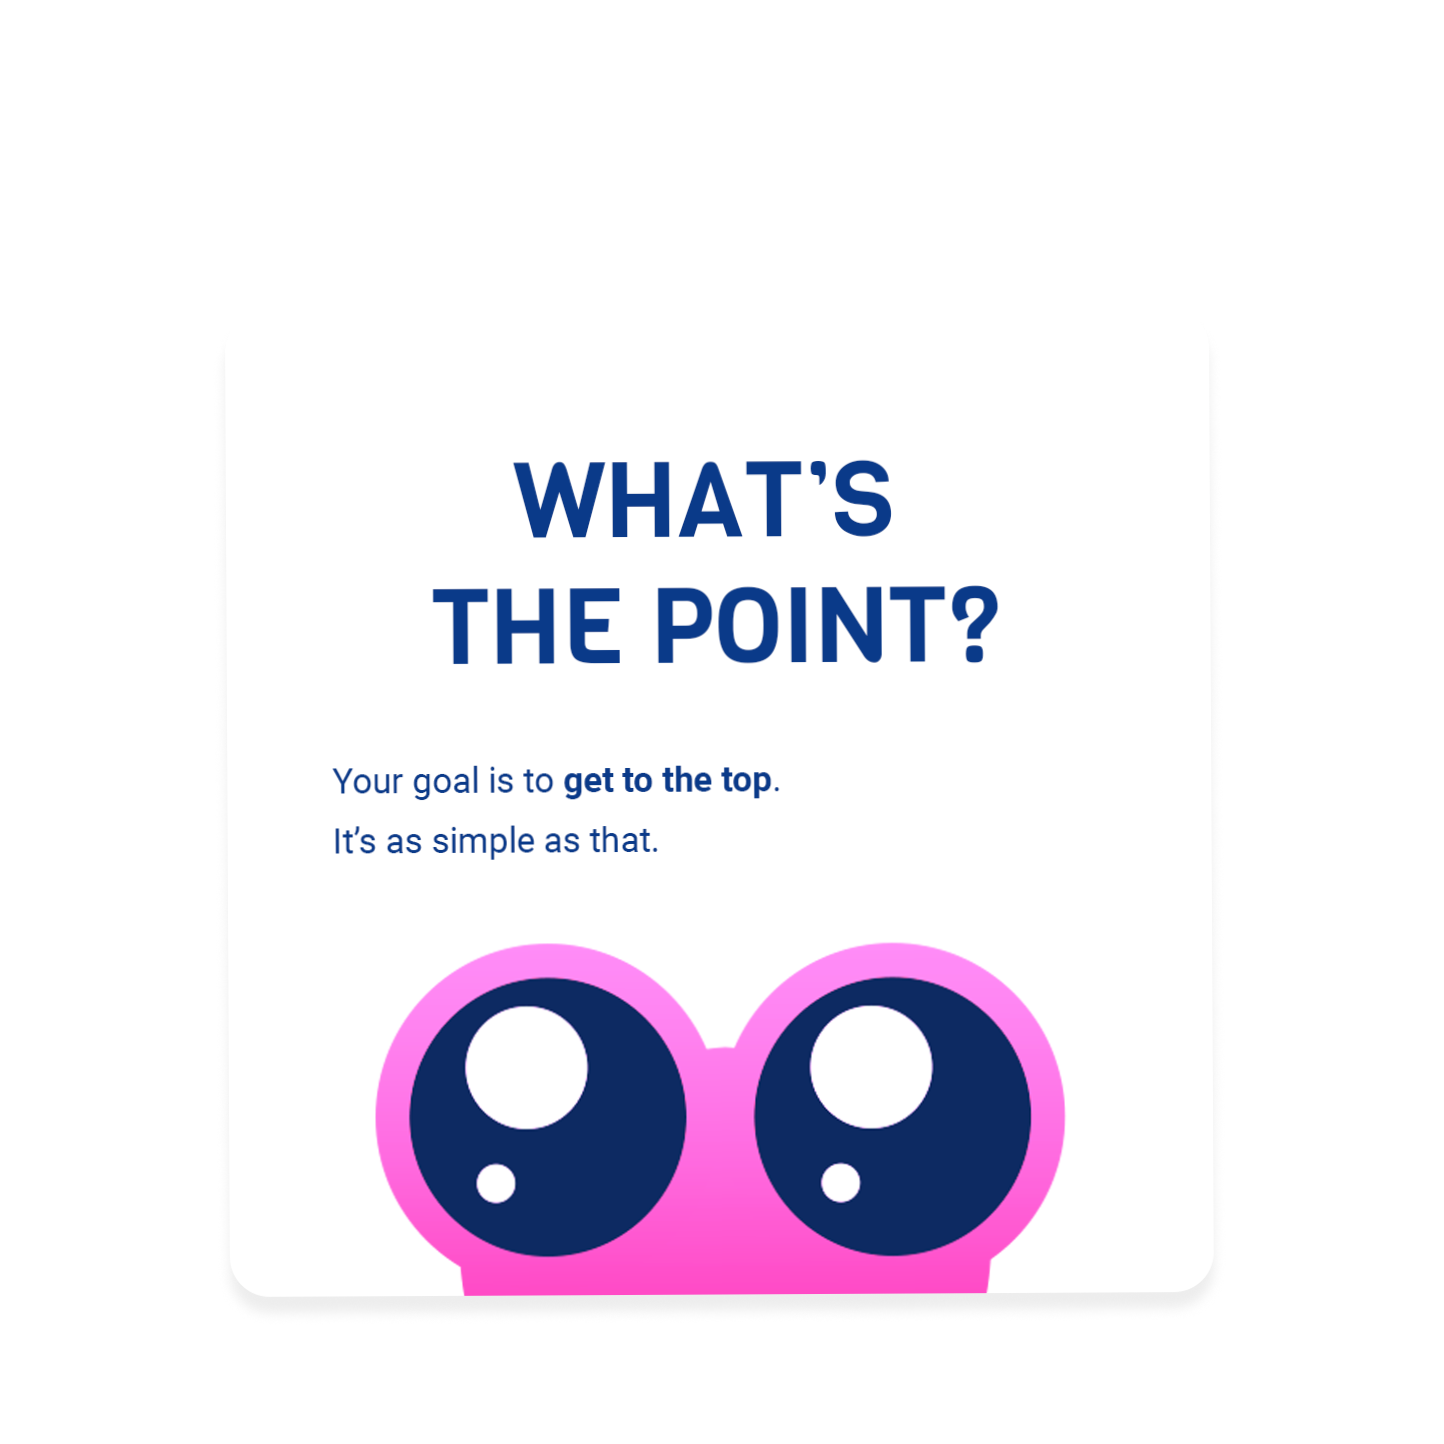 WHAT’S
THE POINT?
Your goal is to get to the top.
It’s as simple as that.